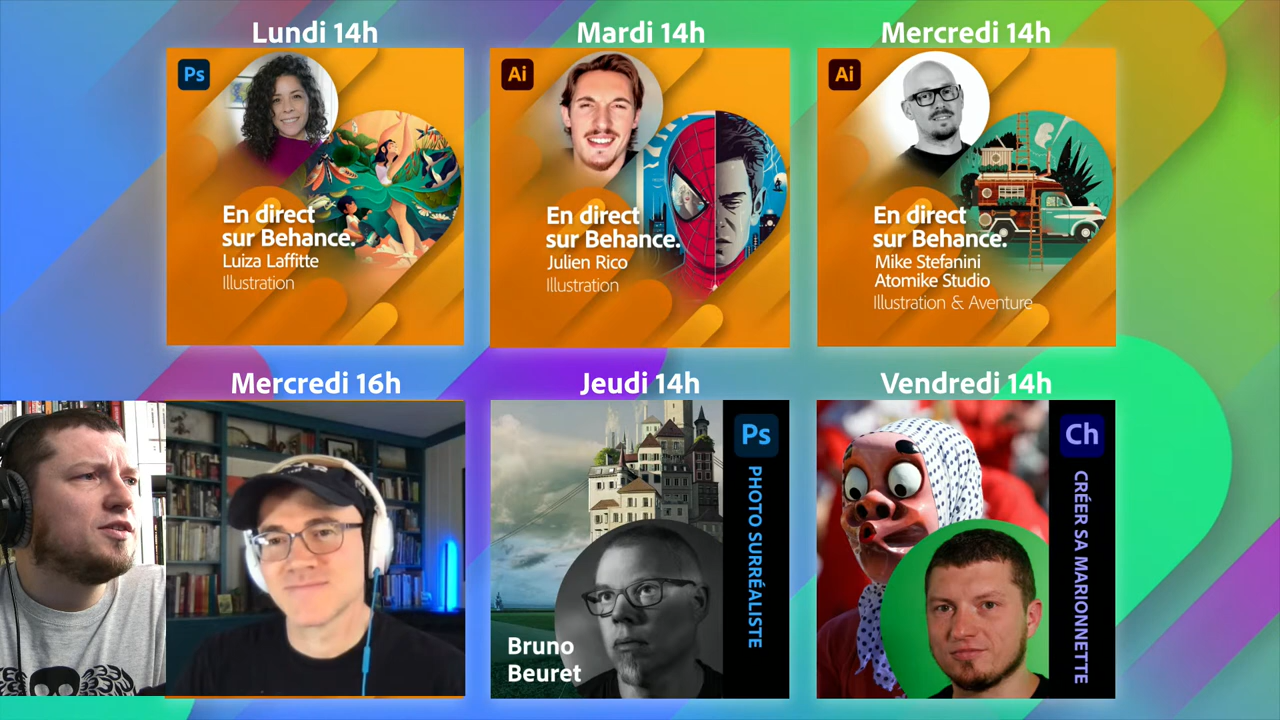 Lundi 14h
Ps
En direct
sur Behance.
Luiza Laffitte
Illustration
Mardi 14h
Ai
En direct
sur Behance.
Julien Rico
Illustration
Mercredi 14h
Ai
En direct
sur Behance.
Mike Stefanini
Atomike Studio
Illustration & Aventure
Mercredi 16h
Jeudi 14h
Ps
PHOTO SURRÉALISTE
Bruno
Beuret
Vendredi 14h
Ch
CRÉER SA MARIONNETTE